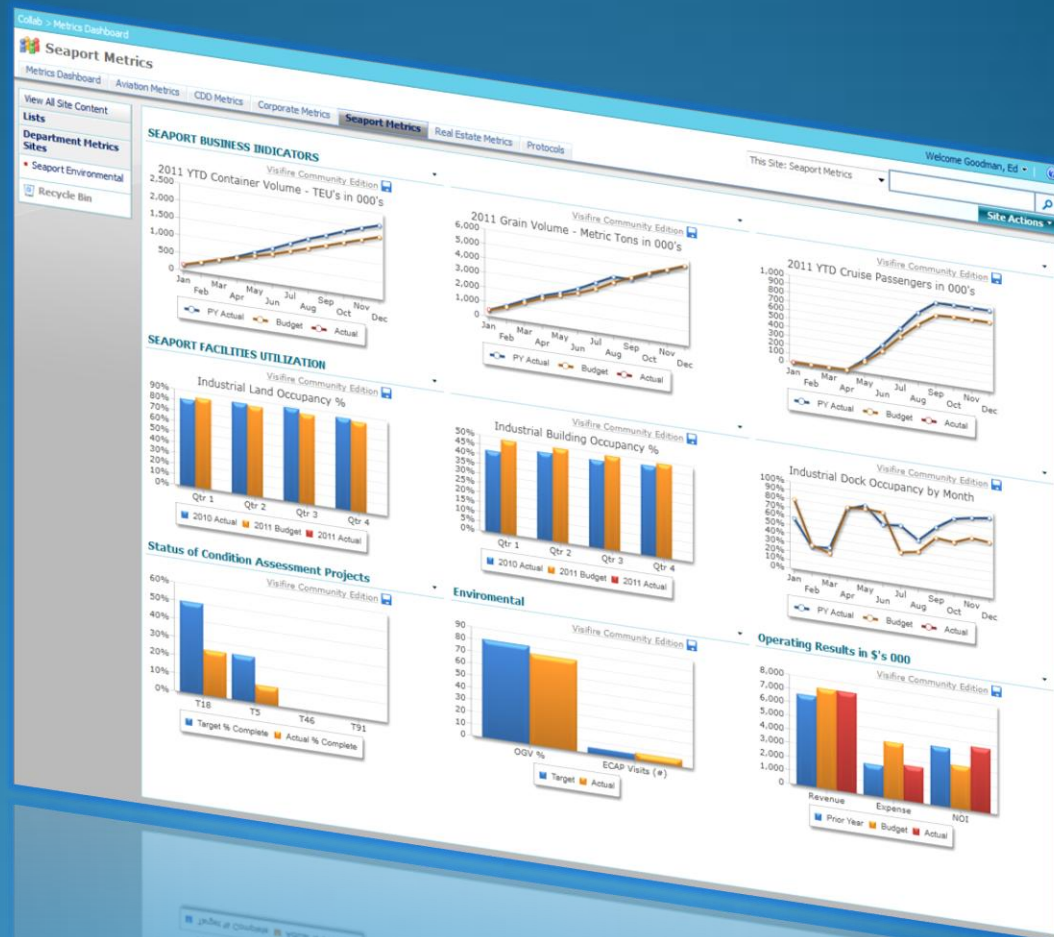 Collab > Metrics Dashboard
Seaport Metrics
Welcome Goodman, Ed
Metrics Dashboard Aviation Metrics CDD Metrics Corporate Metrics Seaport Metrics Real Estate Metrics Protocols
This Site: Seaport Metrics
Site Actions
View All Site Content
Lists
Department Metrics
Sites
Seaport Environmental
Recycle Bin
SEAPORT BUSINESS INDICATORS
Visifire Community Edition
2011 YTD Container Volume - TEU's in 000's
2,500
2,000
1,500
1,000
500
0
Jan Feb Mar Apr May Jun Jul Aug Sep Oct Nov Dec
PY Actual Budget Actual
Visifire Community Edition
2011 Grain Volume - Metric Tons in 000's
6,000
5,000
4,000
3,000
2,000
1,000
0
Jan Feb Mar Apr May Jun Jul Aug Sep Oct Nov Dec
PY Actual Budget Actual
Visifire Community Edition
2011 YTD Cruise Passengers in 000's
1,000
900
800
700
600
500
400
300
200
100
0
Jan Feb Mar Apr May Jun Jul Aug Sep Oct Nov Dec
PY Actual Budget Acutal
SEAPORT FACILITIES UTILIZATION
Visifire Community Edition
Industrial Land Occupancy %
90%
80%
70%
60%
50%
40%
30%
20%
10%
0%
Qtr 1 Qtr 2 Qtr 3 Qtr 4
2010 Actual 2011 Budget 2011 Actual
Visifire Community Edition
Industrial Building Occupancy %
50%
45%
40%
35%
30%
25%
20%
15%
10%
5%
0%
Qtr 1 Qtr 2 Qtr 3 Qtr 4
2010 Actual 2011 Budget 2011 Actual
Visifire Community Edition
Industrial Dock Occupancy by Month
100%
90%
80%
70%
60%
50%
40%
30%
20%
10%
0%
Jan Feb Mar Apr May Jun Jul Aug Sep Oct Nov Dec
PY Actual Budget Actual
Status of Condition Assessment Projects
Visifire Community Edition
60%
50%
40%
30%
20%
10%
0%
T18 T5 T46 T91
Target % Complete Actual % Complete
Enviromental
Visifire Community Edition
90
80
70
60
50
40
30
20
10
0
OGV % ECAP Visits (#)
Target Actual
Operating Results in $'s 000
Visifire Community Edition
8,000
7,000
6,000
5,000
4,000
3,000
2,000
1,000
0
Revenue Expense NOI
Prior Year Budget Actual